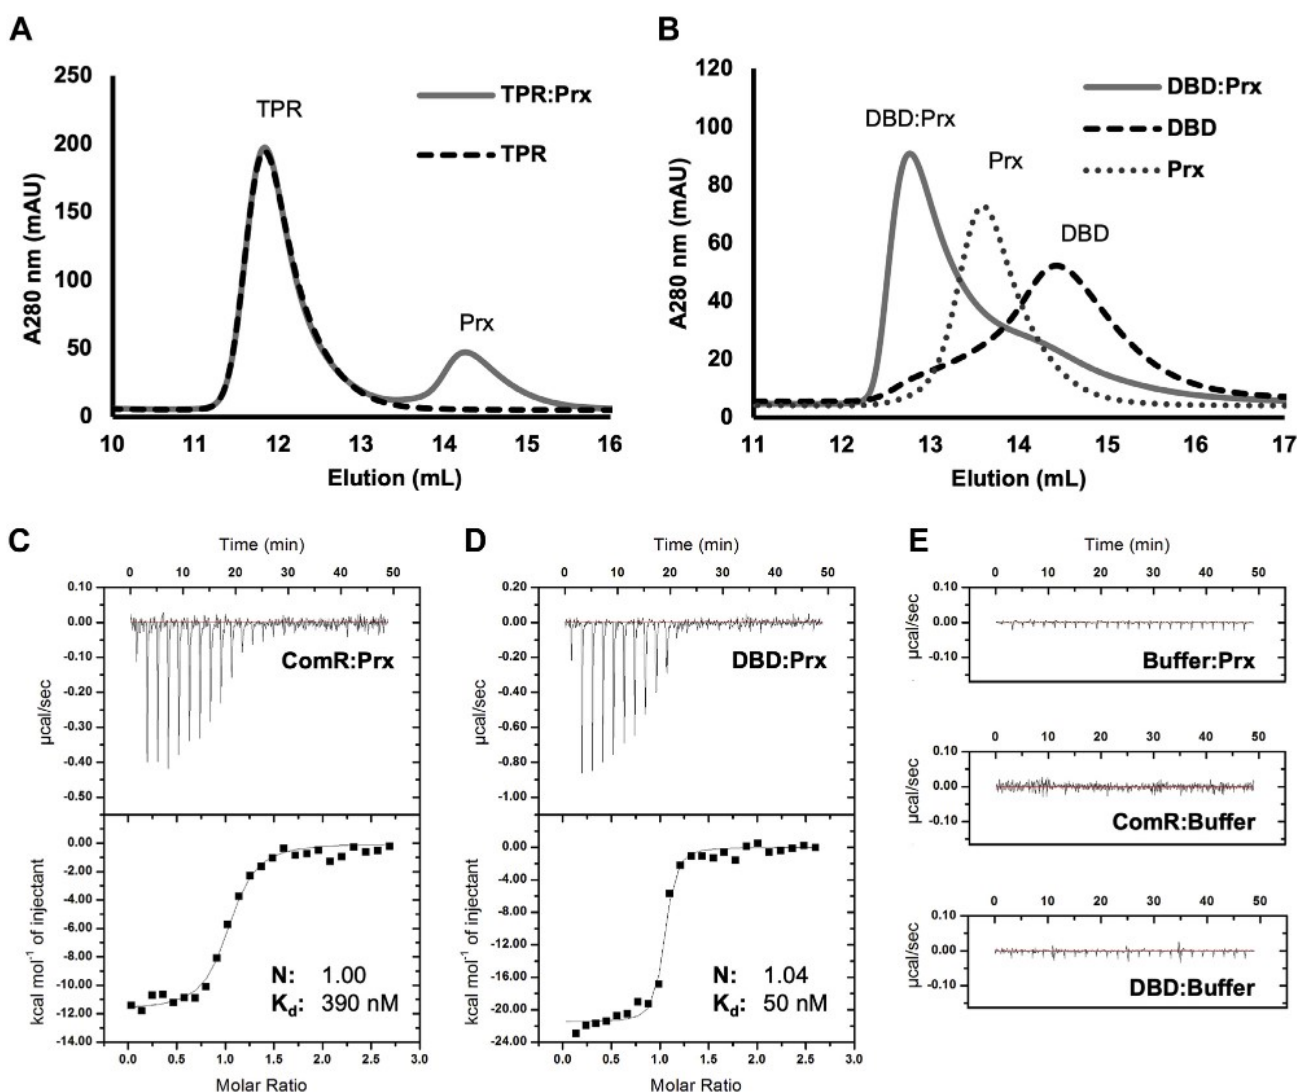 A
250
200
150
100
50
0
A280 nm (mAU)
TPR
Prx
TPR:Prx
TPR
10 11 12 13 14 15 16
Elution (mL)
B
120
100
80
60
40
20
0
A280 nm (mAU)
DBD:Prx
Prx
DBD
DBD:Prx
DBD
Prx
11 12 13 14 15 16 17
Elution (mL)
C
Time (min)
0 10 20 30 40 50
0.10
0.00
-0.10
-0.20
-0.30
-0.40
-0.50
µcal/sec
ComR:Prx
0.00
-2.00
-4.00
-6.00
-8.00
-10.00
-12.00
-14.00
kcal mol⁻¹ of injectant
N: 1.00
Kd: 390 nM
0.0 0.5 1.0 1.5 2.0 2.5 3.0
Molar Ratio
D
Time (min)
0 10 20 30 40 50
0.20
0.00
-0.20
-0.40
-0.60
-0.80
-1.00
µcal/sec
DBD:Prx
0.00
-4.00
-8.00
-12.00
-16.00
-20.00
-24.00
N: 1.04
Kd: 50 nM
0.0 0.5 1.0 1.5 2.0 2.5 3.0
Molar Ratio
E
Time (min)
0 10 20 30 40 50
0.10
0.00
-0.10
µcal/sec
Buffer:Prx
0 10 20 30 40 50
0.10
0.00
-0.10
µcal/sec
ComR:Buffer
0 10 20 30 40 50
0.10
0.00
-0.10
µcal/sec
DBD:Buffer